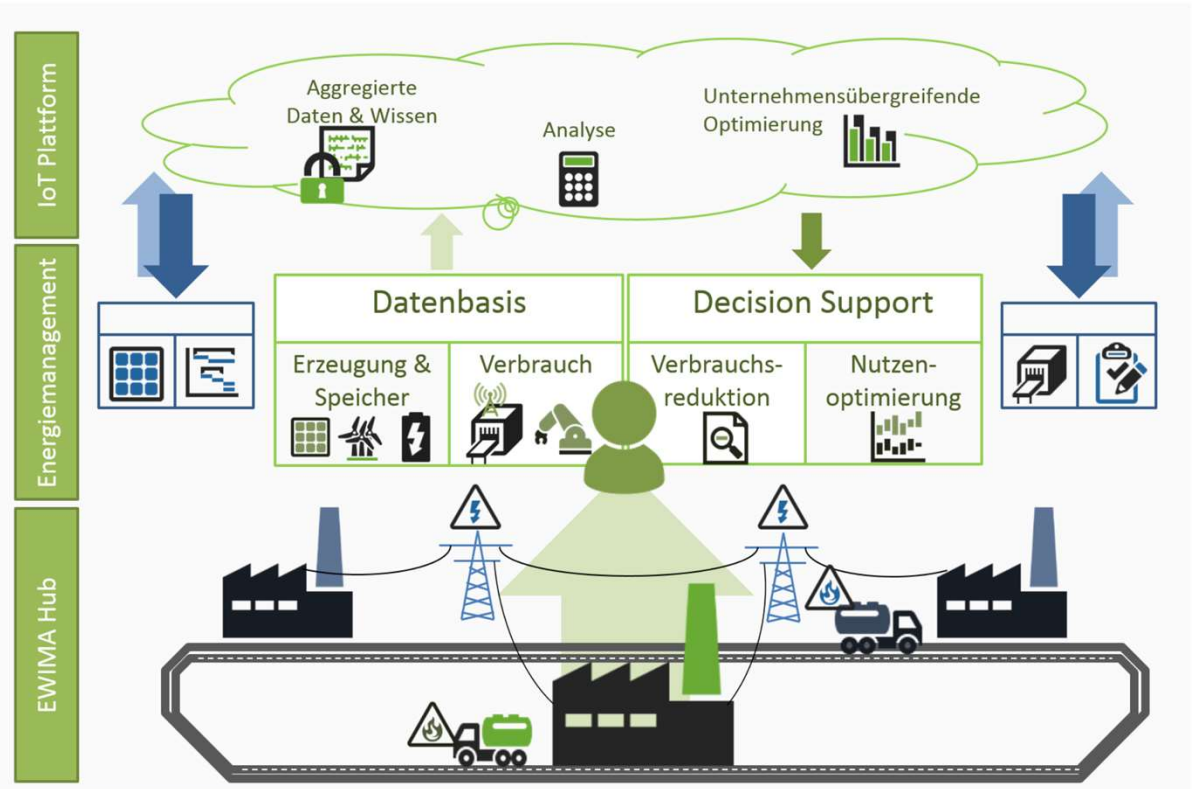 IoT Plattform
Aggregierte
Daten & Wissen
Analyse
Unternehmensübergreifende
Optimierung
Energiemanagement
Datenbasis
Decision Support
Erzeugung &
Speicher
Verbrauch
Verbrauchs-
reduktion
Nutzen-
optimierung
EWIMA Hub